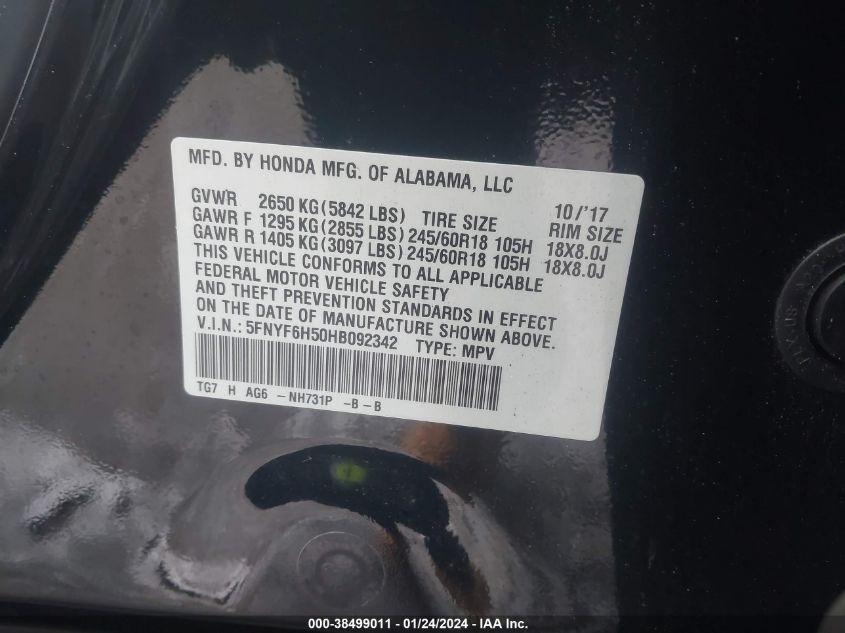 MFD. BY HONDA MFG. OF ALABAMA, LLC
10/'17
GVWR 2650 KG(5842 LBS) TIRE SIZE RIM SIZE
GAWR F 1295 KG(2855 LBS) 245/60R18 105H 18X8.0J
GAWR R 1405 KG(3097 LBS) 245/60R18 105H 18X8.0J
THIS VEHICLE CONFORMS TO ALL APPLICABLE
FEDERAL MOTOR VEHICLE SAFETY
AND THEFT PREVENTION STANDARDS IN EFFECT
ON THE DATE OF MANUFACTURE SHOWN ABOVE.
V.I.N.: 5FNYF6H50HB092342 TYPE: MPV
TG7 H AG6 -NH731P -B-B
000-38499011 — 01/24/2024 — IAA Inc.